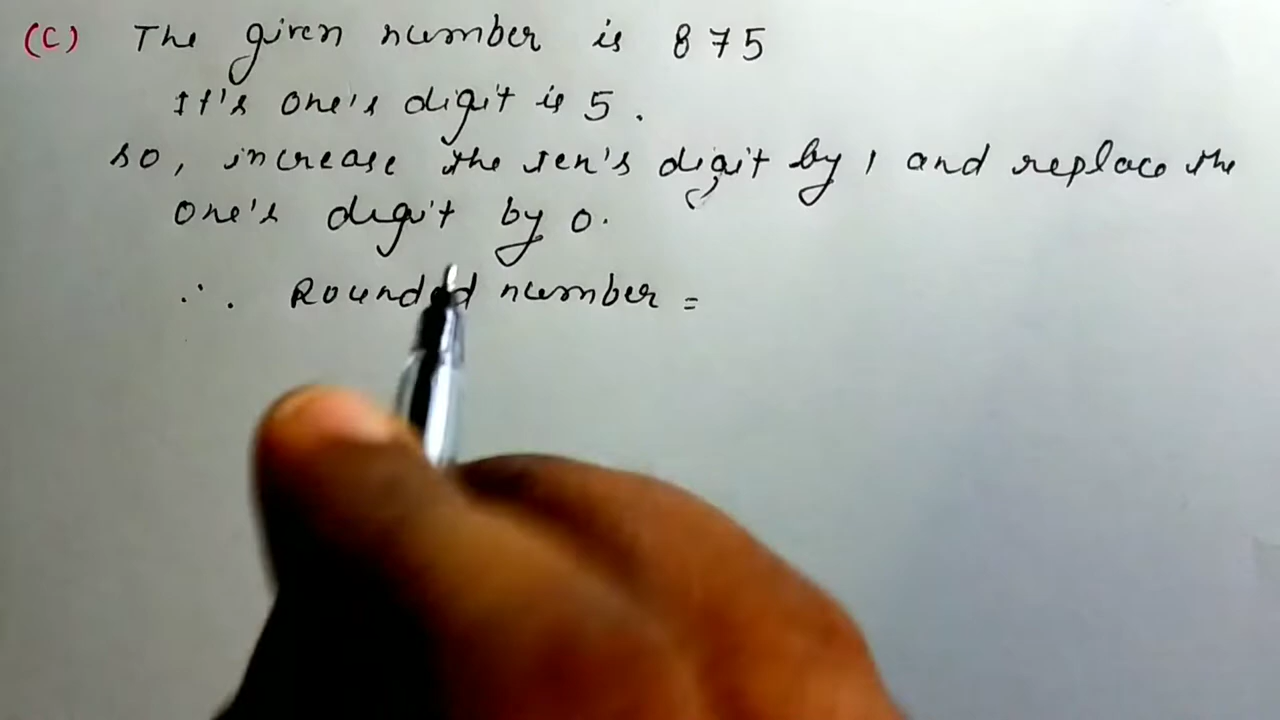 (C) The given number is 875
It's one's digit is 5.
so, increase the ten's digit by 1 and replace the
one's digit by 0.
∴ Rounded number =